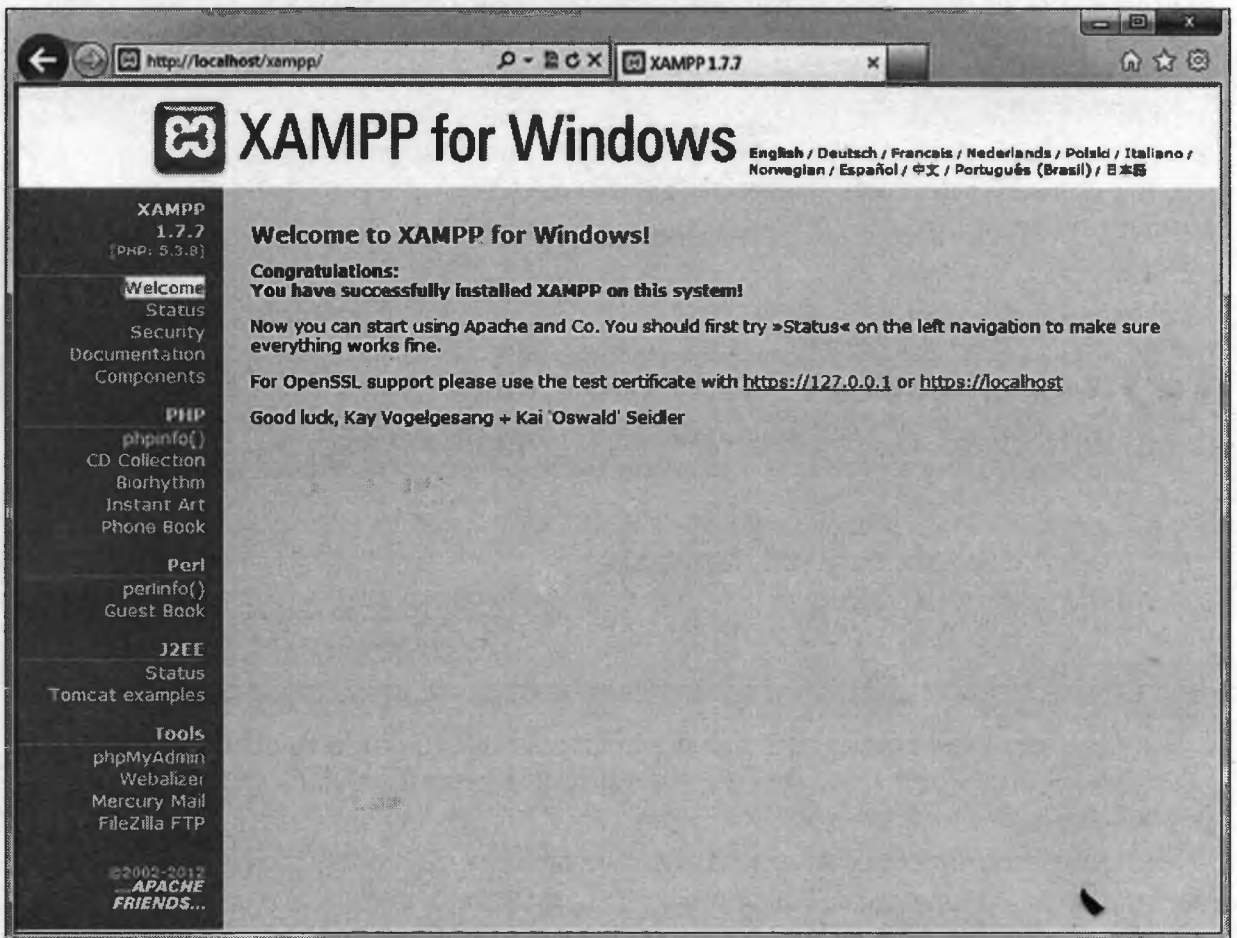 http://localhost/xampp/
XAMPP 1.7.7
XAMPP for Windows
English / Deutsch / Francais / Nederlands / Polski / Italiano /
Norwegian / Español / 中文 / Português (Brasil) / 日本語
XAMPP
1.7.7
[PHP: 5.3.8]
Welcome
Status
Security
Documentation
Components
PHP
phpinfo()
CD Collection
Biorhythm
Instant Art
Phone Book
Perl
perlinfo()
Guest Book
J2EE
Status
Tomcat examples
Tools
phpMyAdmin
Webalizer
Mercury Mail
FileZilla FTP
©2002-2012
...APACHE
FRIENDS...
Welcome to XAMPP for Windows!
Congratulations:
You have successfully installed XAMPP on this system!
Now you can start using Apache and Co. You should first try »Status« on the left navigation to make sure
everything works fine.
For OpenSSL support please use the test certificate with https://127.0.0.1 or https://localhost
Good luck, Kay Vogelgesang + Kai 'Oswald' Seidler